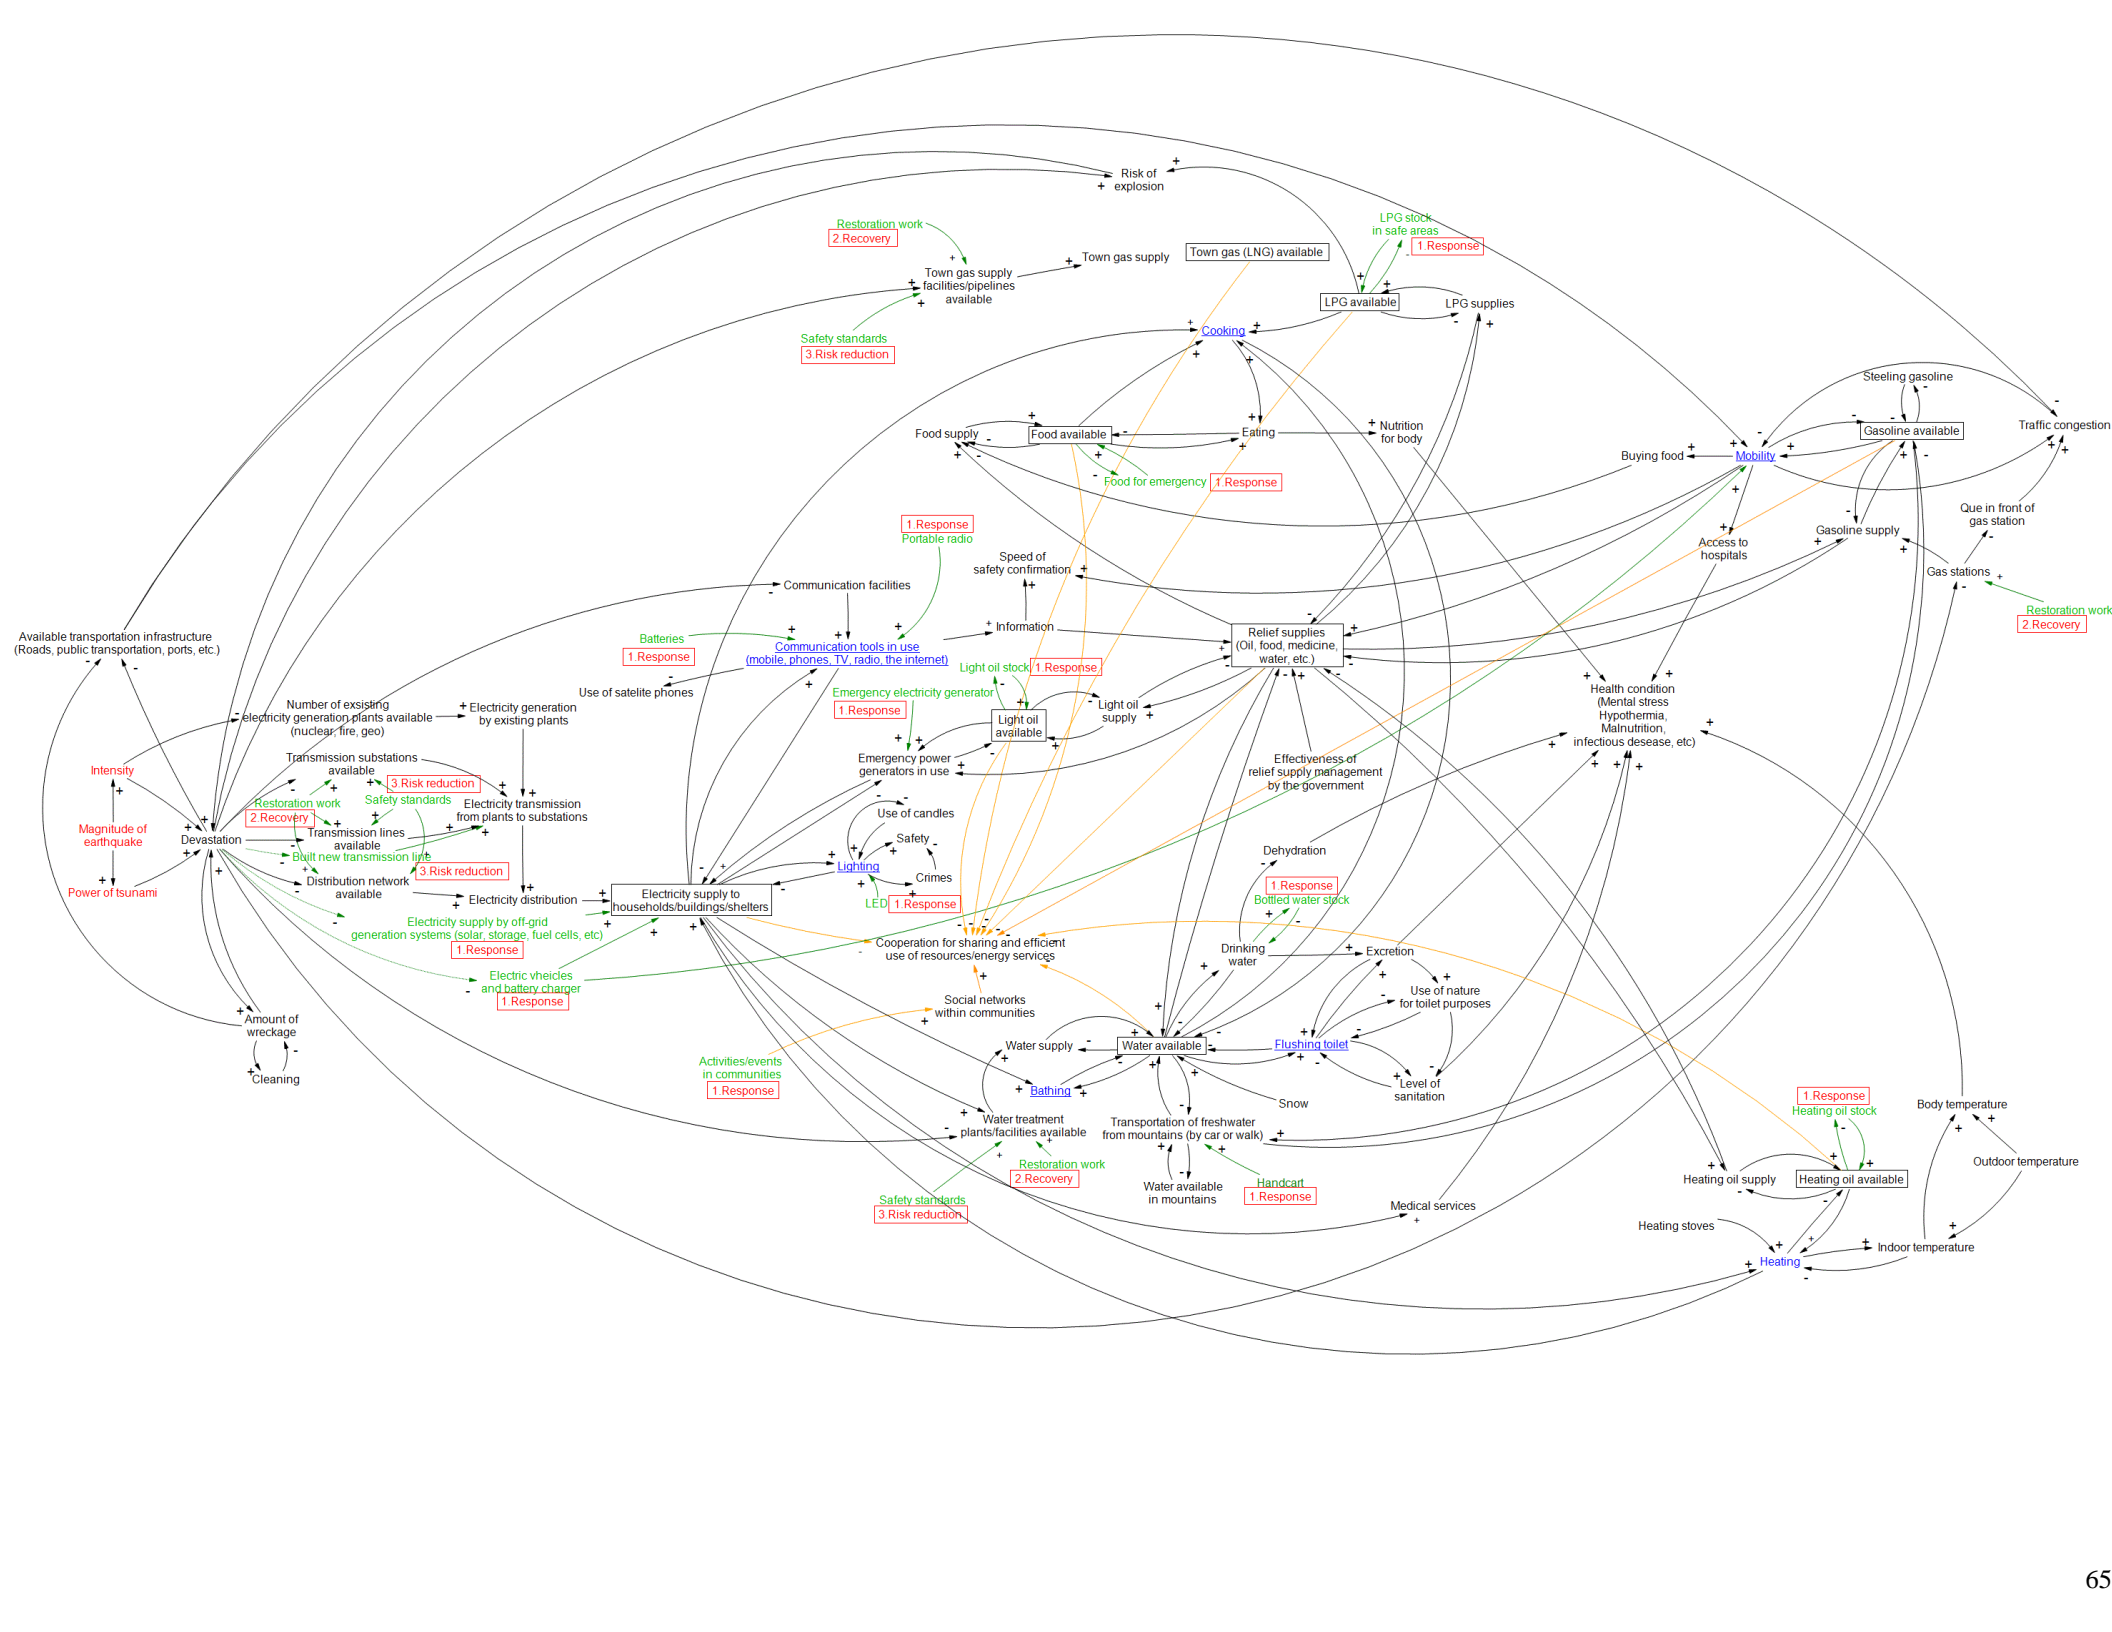 Risk of
explosion
Restoration work
2.Recovery
LPG stock
in safe areas
1.Response
Town gas (LNG) available
Town gas supply
Town gas supply
facilities/pipelines
available
LPG available
LPG supplies
Safety standards
3.Risk reduction
Cooking
Steeling gasoline
Food supply
Food available
Eating
Nutrition
for body
Gasoline available
Traffic congestion
Buying food
Mobility
Food for emergency
1.Response
Que in front of
gas station
1.Response
Portable radio
Gasoline supply
Access to
hospitals
Speed of
safety confirmation
Gas stations
Communication facilities
Restoration work
2.Recovery
Available transportation infrastructure
(Roads, public transportation, ports, etc.)
Batteries
1.Response
Communication tools in use
(mobile, phones, TV, radio, the internet)
Information
Relief supplies
(Oil, food, medicine,
water, etc.)
Light oil stock
1.Response
Use of satelite phones
Emergency electricity generator
1.Response
Light oil
available
Light oil
supply
Health condition
(Mental stress
Hypothermia,
Malnutrition,
infectious desease, etc)
Number of exsisting
electricity generation plants available
(nuclear, fire, geo)
Electricity generation
by existing plants
Transmission substations
available
Intensity
3.Risk reduction
Emergency power
generators in use
Effectiveness of
relief supply management
by the government
Restoration work
2.Recovery
Safety standards
Electricity transmission
from plants to substations
Use of candles
Magnitude of
earthquake
Devastation
Transmission lines
available
Safety
Built new transmission line
Lighting
Dehydration
3.Risk reduction
Crimes
Power of tsunami
Distribution network
available
Electricity distribution
Electricity supply to
households/buildings/shelters
LED
1.Response
1.Response
Bottled water stock
Electricity supply by off-grid
generation systems (solar, storage, fuel cells, etc)
1.Response
Cooperation for sharing and efficient
use of resources/energy services
Drinking
water
Excretion
Electric vheicles
and battery charger
1.Response
Use of nature
for toilet purposes
Social networks
within communities
Amount of
wreckage
Water supply
Water available
Flushing toilet
Activities/events
in communities
1.Response
Cleaning
Bathing
Level of
sanitation
Snow
1.Response
Heating oil stock
Body temperature
Water treatment
plants/facilities available
Transportation of freshwater
from mountains (by car or walk)
Restoration work
2.Recovery
Outdoor temperature
Water available
in mountains
Handcart
1.Response
Heating oil supply
Heating oil available
Safety standards
3.Risk reduction
Medical services
Heating stoves
Indoor temperature
Heating
65